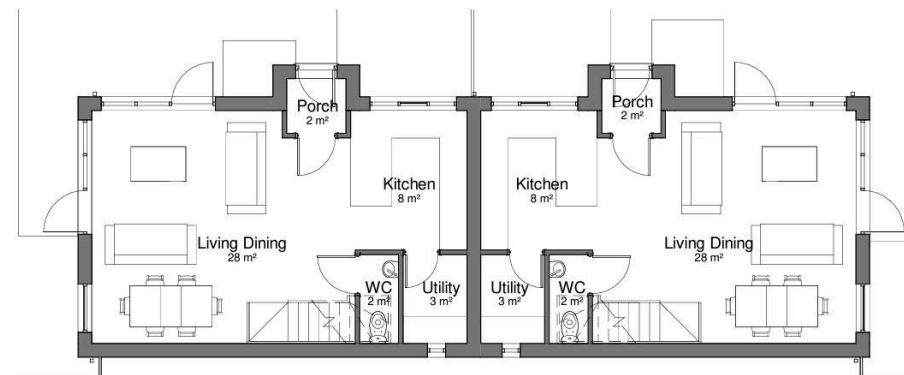 Porch
2 m²
Porch
2 m²
Kitchen
8 m²
Kitchen
8 m²
Living Dining
28 m²
Living Dining
28 m²
WC
2 m²
Utility
3 m²
Utility
3 m²
WC
2 m²